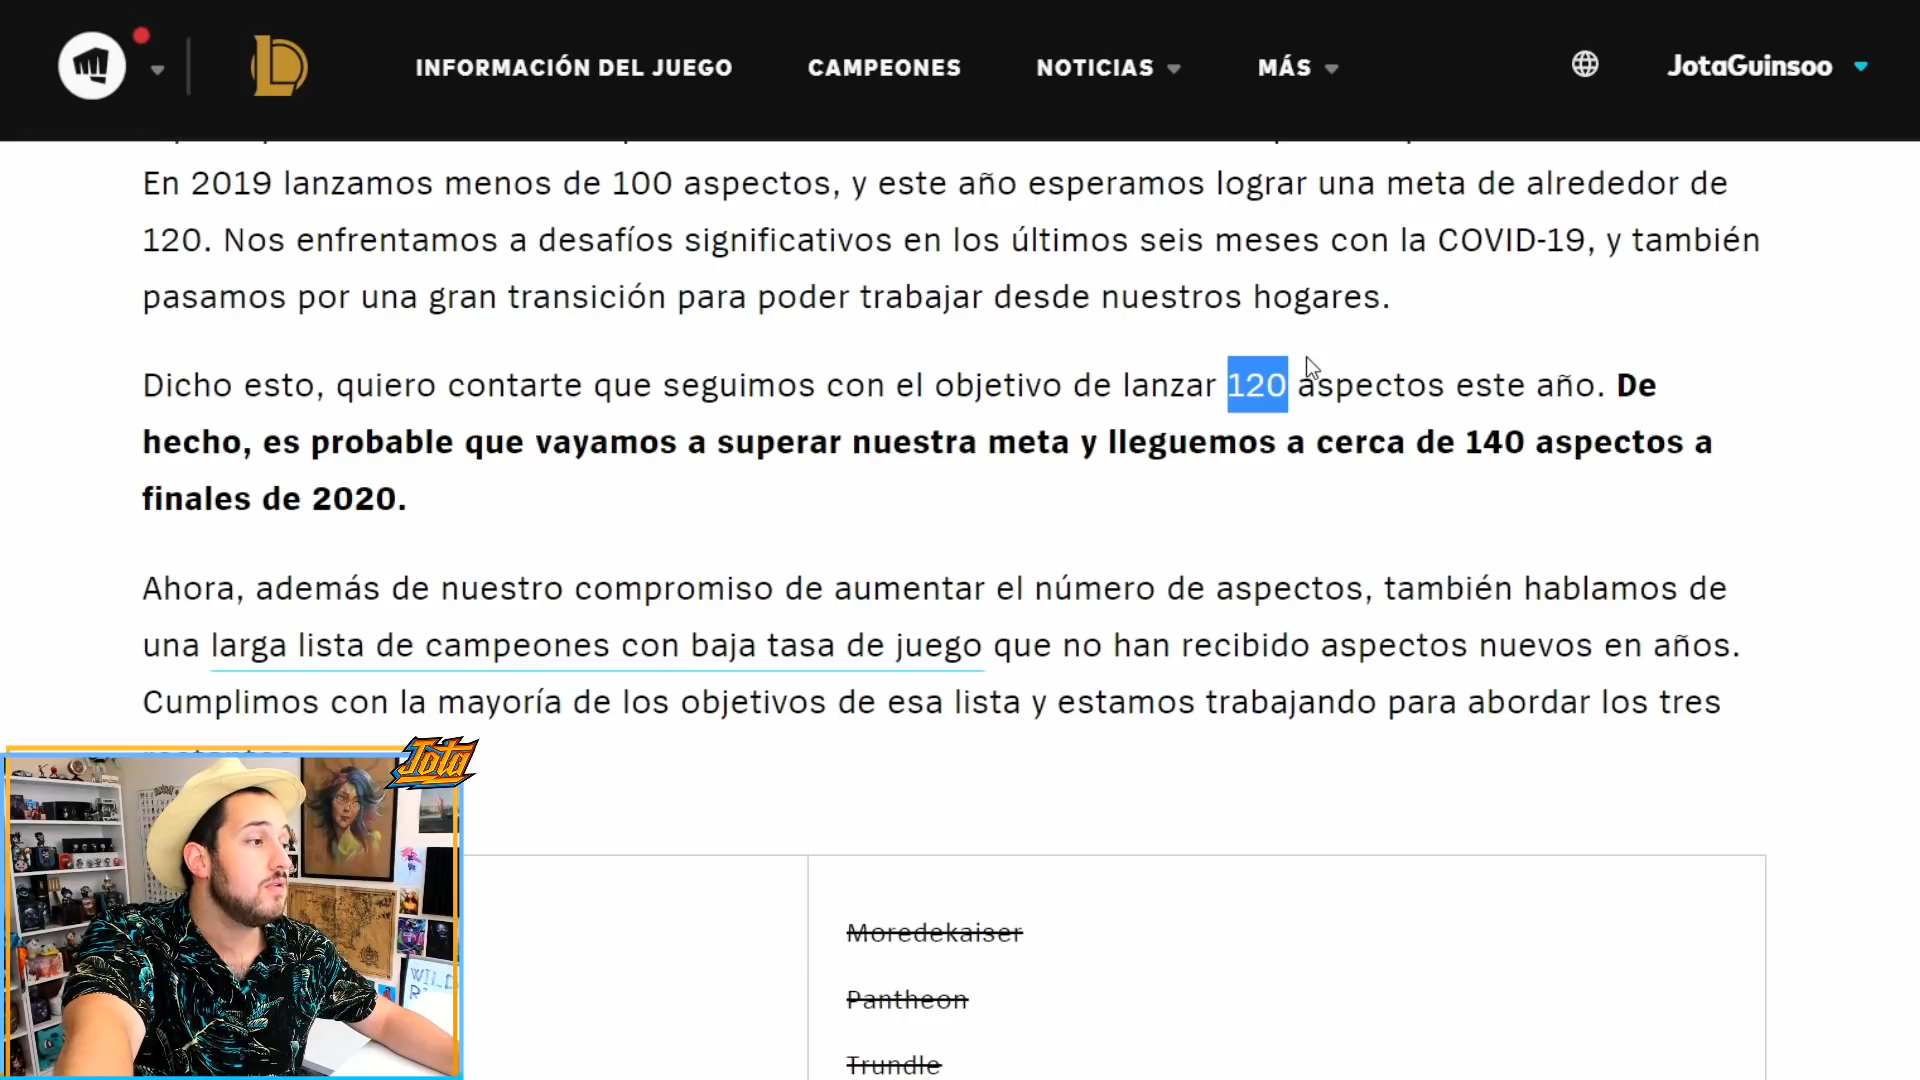 INFORMACIÓN DEL JUEGO CAMPEONES NOTICIAS MÁS JotaGuinsoo
En 2019 lanzamos menos de 100 aspectos, y este año esperamos lograr una meta de alrededor de
120. Nos enfrentamos a desafíos significativos en los últimos seis meses con la COVID-19, y también
pasamos por una gran transición para poder trabajar desde nuestros hogares.
Dicho esto, quiero contarte que seguimos con el objetivo de lanzar 120 aspectos este año. De
hecho, es probable que vayamos a superar nuestra meta y lleguemos a cerca de 140 aspectos a
finales de 2020.
Ahora, además de nuestro compromiso de aumentar el número de aspectos, también hablamos de
una larga lista de campeones con baja tasa de juego que no han recibido aspectos nuevos en años.
Cumplimos con la mayoría de los objetivos de esa lista y estamos trabajando para abordar los tres
Jota
WILD
Moredekaiser
Pantheon
Trundle